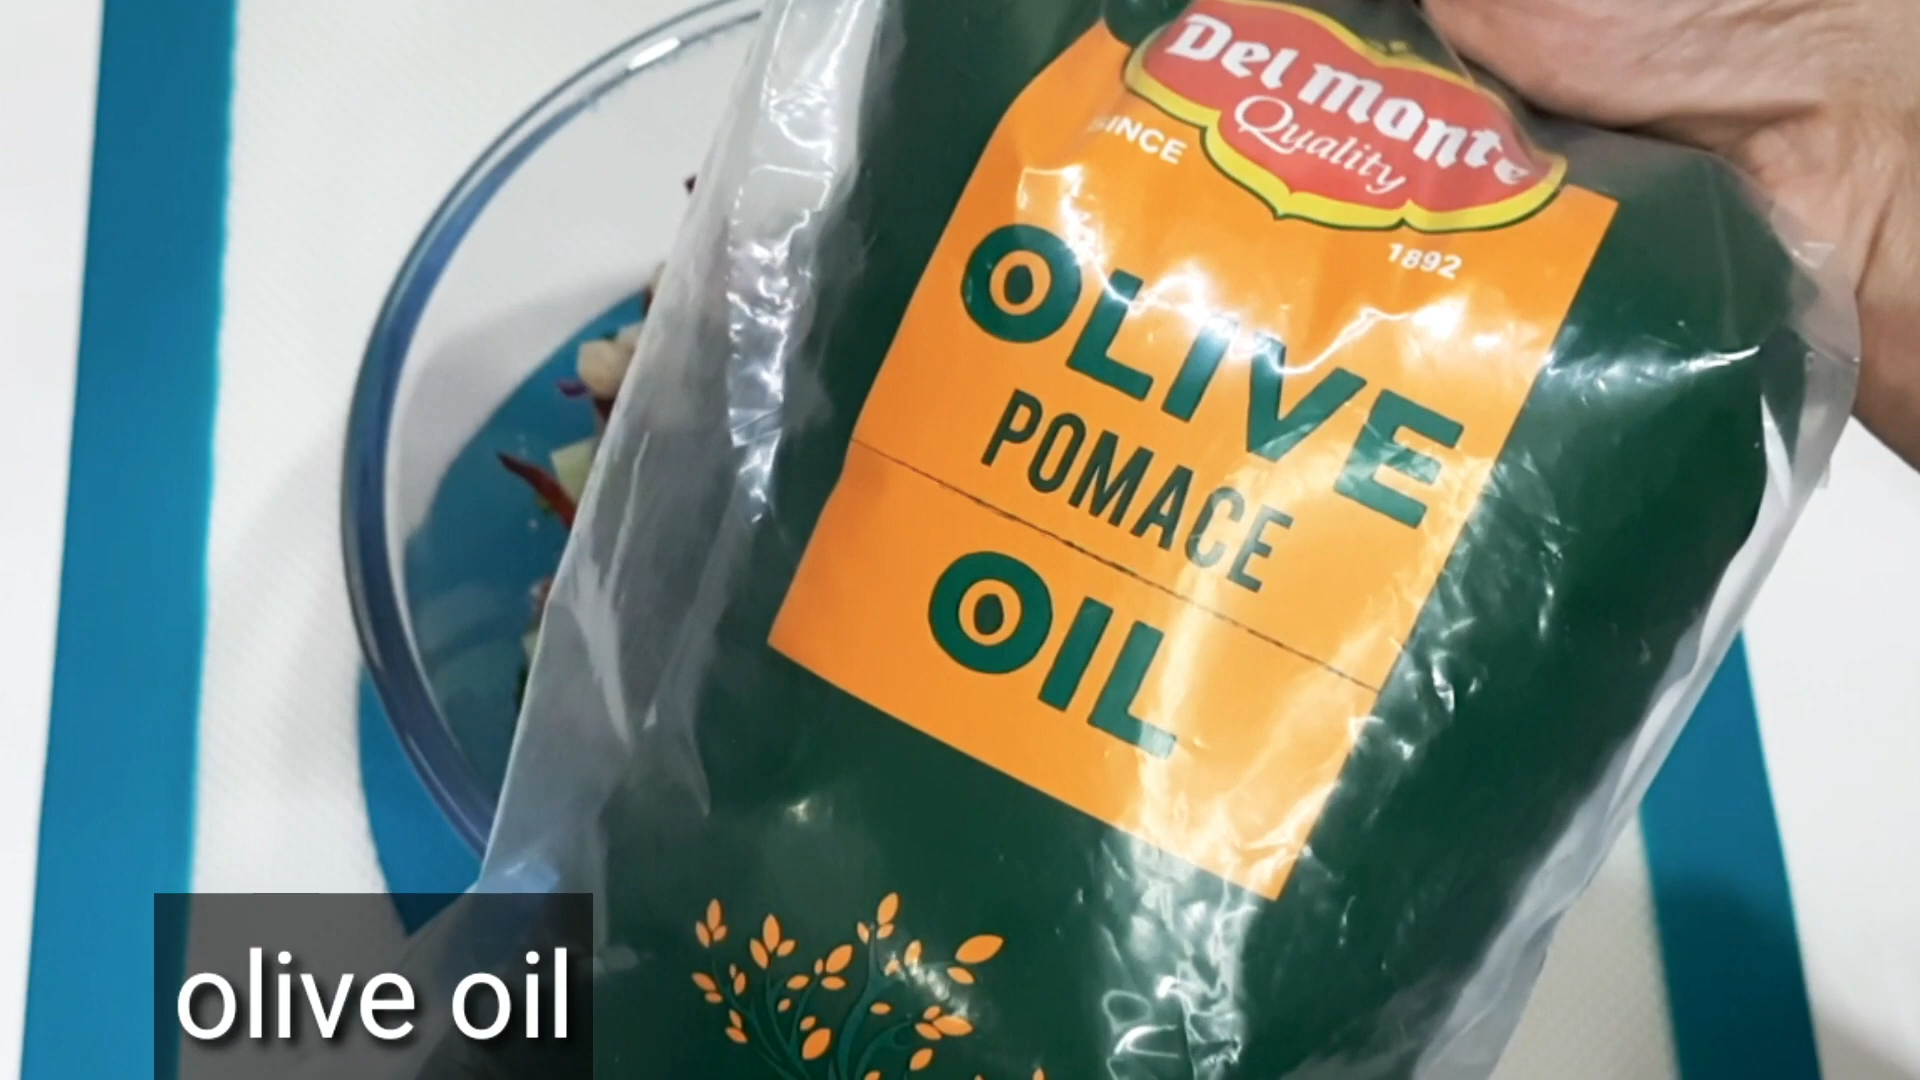 Del Monte
Quality
SINCE
1892
OLIVE
POMACE
OIL
olive oil